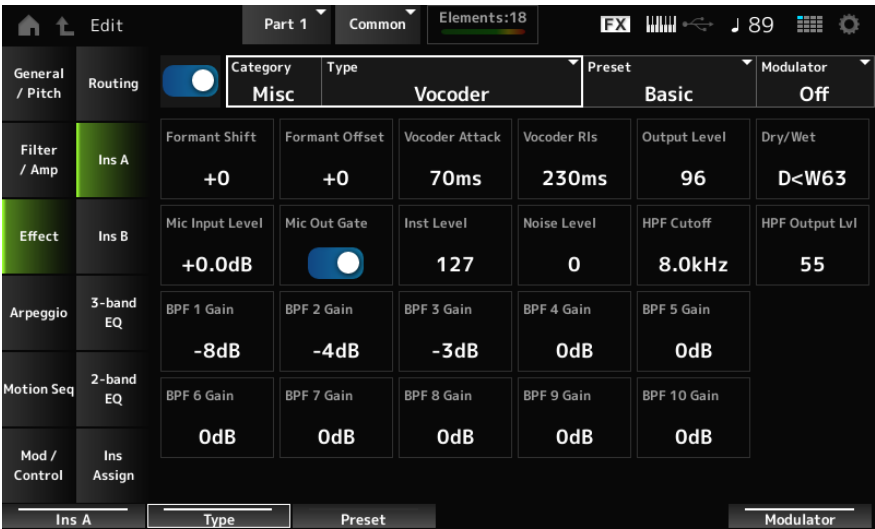 Edit
Part 1
Common
Elements:18
FX
89
General
/ Pitch
Filter
/ Amp
Effect
Arpeggio
Motion Seq
Mod /
Control
Routing
Ins A
Ins B
3-band
EQ
2-band
EQ
Ins
Assign
Category
Misc
Type
Vocoder
Preset
Basic
Modulator
Off
Formant Shift
+0
Formant Offset
+0
Vocoder Attack
70ms
Vocoder Rls
230ms
Output Level
96
Dry/Wet
D<W63
Mic Input Level
+0.0dB
Mic Out Gate
Inst Level
127
Noise Level
0
HPF Cutoff
8.0kHz
HPF Output Lvl
55
BPF 1 Gain
-8dB
BPF 2 Gain
-4dB
BPF 3 Gain
-3dB
BPF 4 Gain
0dB
BPF 5 Gain
0dB
BPF 6 Gain
0dB
BPF 7 Gain
0dB
BPF 8 Gain
0dB
BPF 9 Gain
0dB
BPF 10 Gain
0dB
Ins A
Type
Preset
Modulator